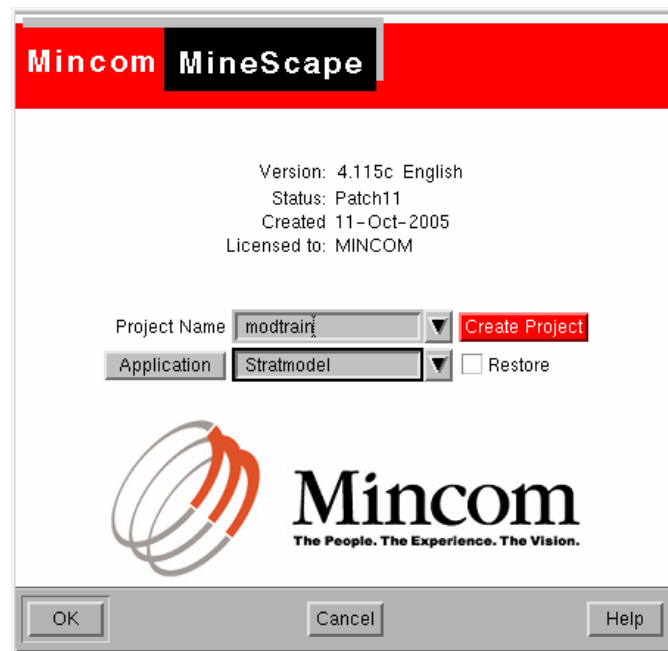 Mincom MineScape
Version: 4.115c English
Status: Patch11
Created 11-Oct-2005
Licensed to: MINCOM
Project Name modtrain Create Project
Application Stratmodel Restore
Mincom
The People. The Experience. The Vision.
OK Cancel Help